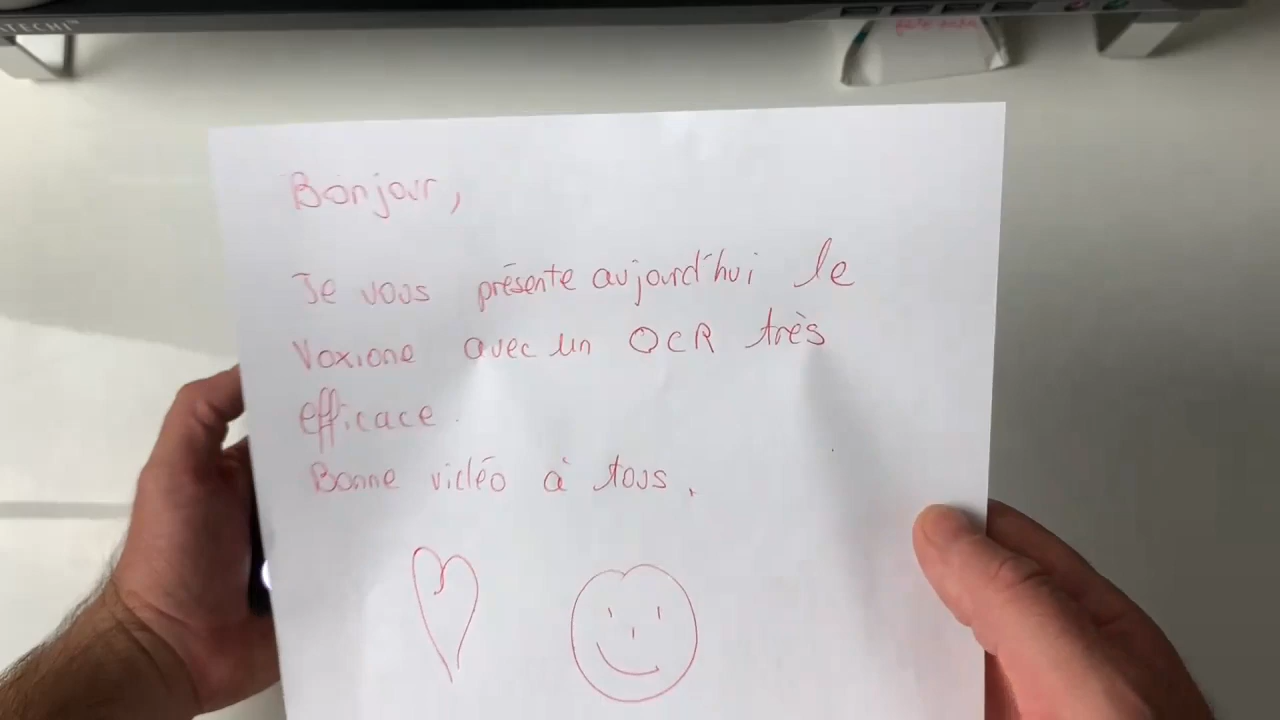 Bonjour,
Je vous présente aujourd'hui le
Voxione avec un OCR très
efficace.
Bonne vidéo à tous.